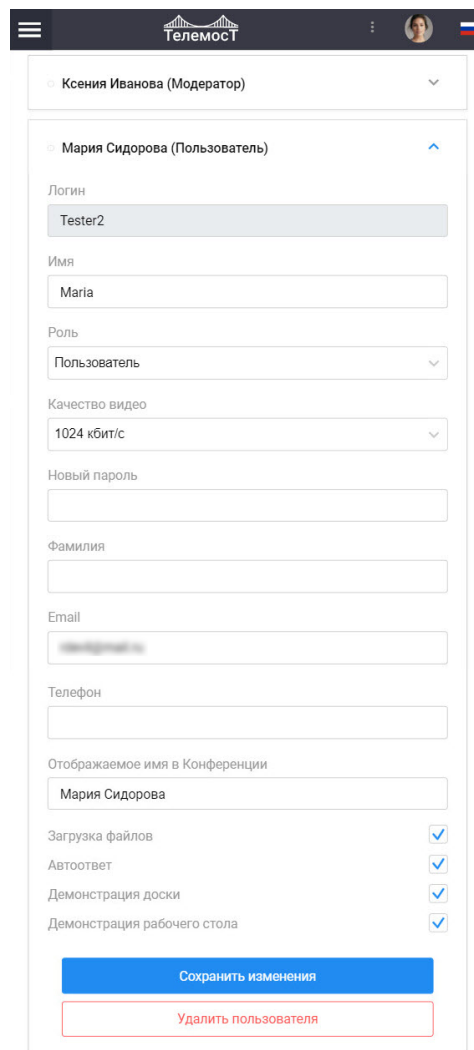 Телемост
Ксения Иванова (Модератор)
Мария Сидорова (Пользователь)
Логин
Tester2
Имя
Maria
Роль
Пользователь
Качество видео
1024 кбит/с
Новый пароль
Фамилия
Email
Телефон
Отображаемое имя в Конференции
Мария Сидорова
Загрузка файлов
Автоответ
Демонстрация доски
Демонстрация рабочего стола
Сохранить изменения
Удалить пользователя